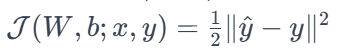 𝒥(W, b; x, y) = ½‖ŷ − y‖²